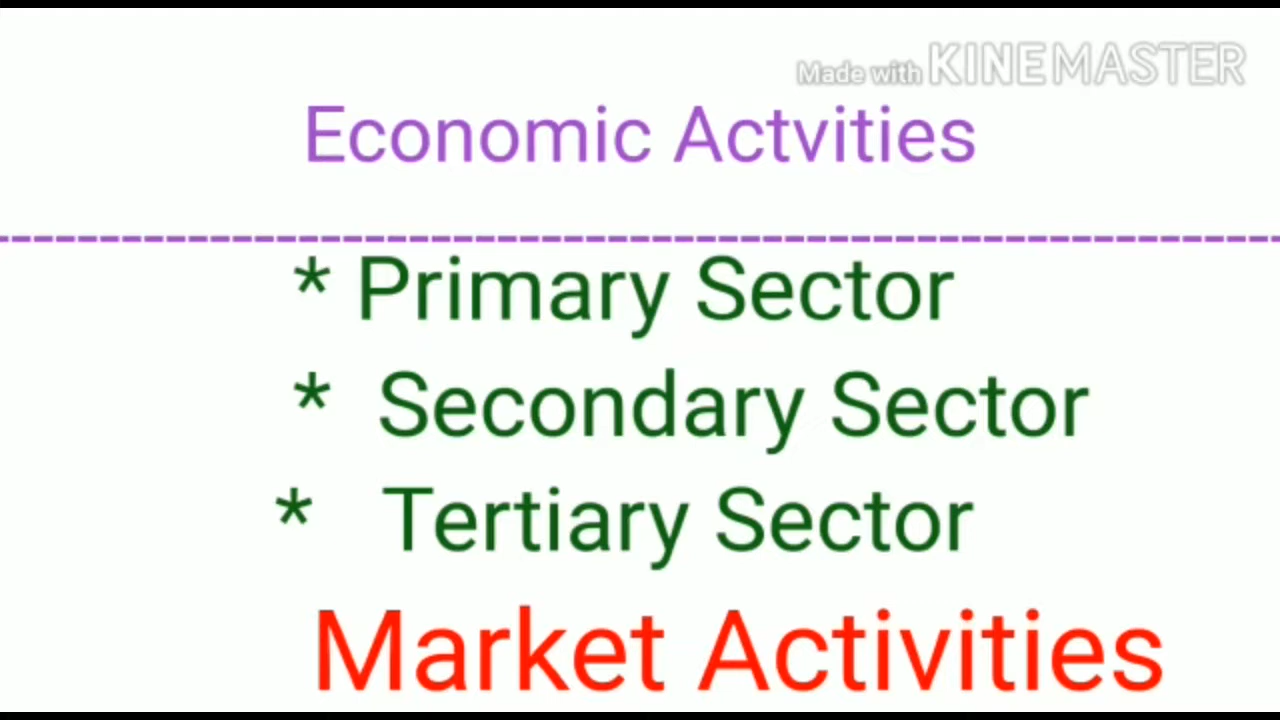 Made with KINEMASTER
Economic Actvities
* Primary Sector
* Secondary Sector
* Tertiary Sector
Market Activities